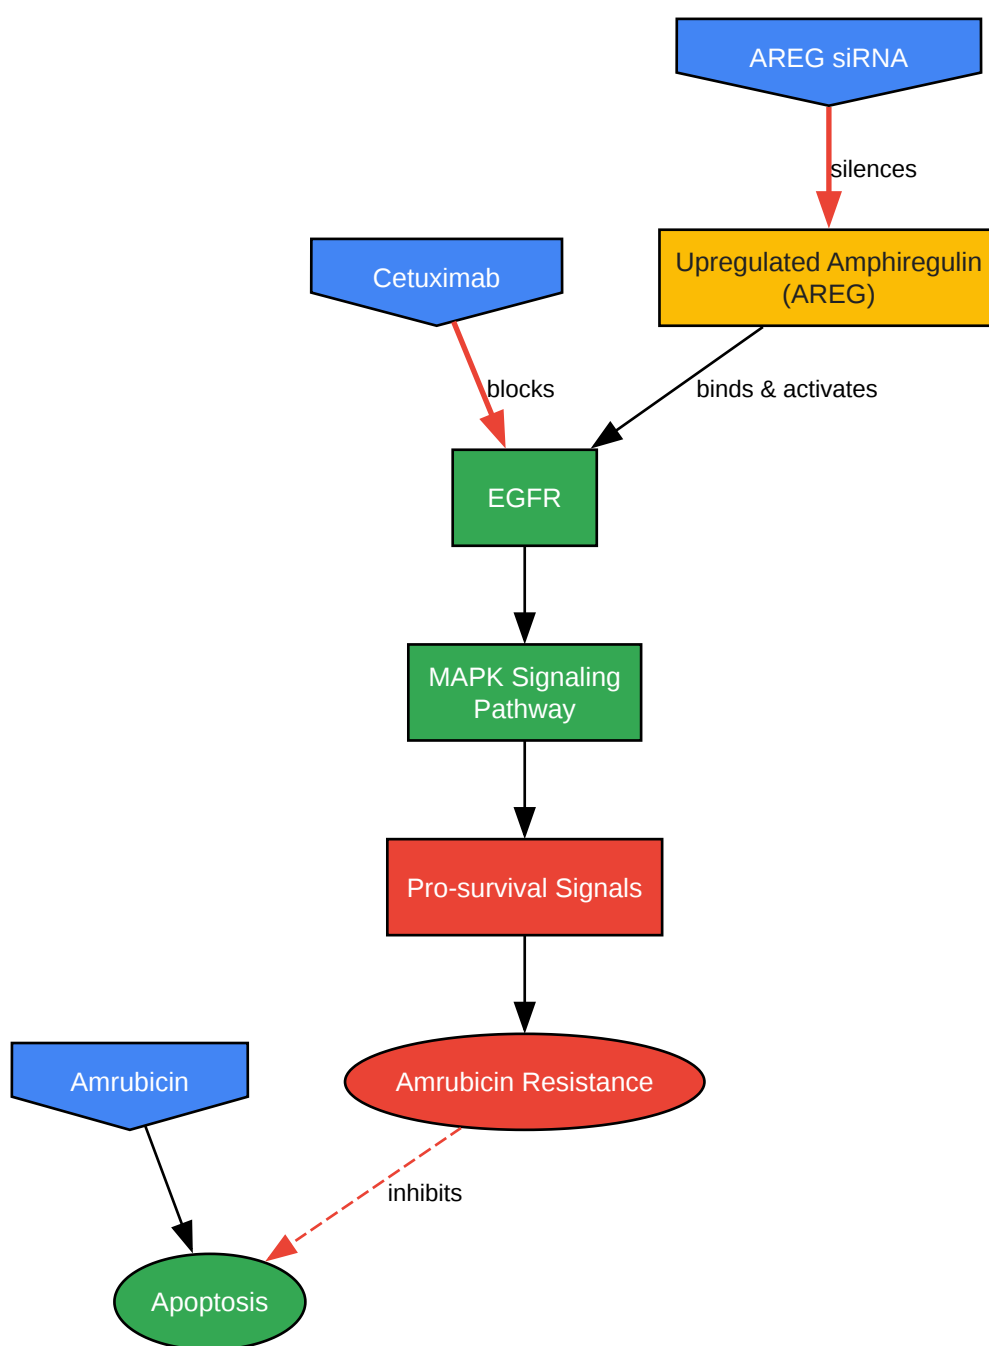 AREG siRNA
silences
Upregulated Amphiregulin
(AREG)
Cetuximab
blocks
binds & activates
EGFR
MAPK Signaling
Pathway
Pro-survival Signals
Amrubicin Resistance
Amrubicin
inhibits
Apoptosis